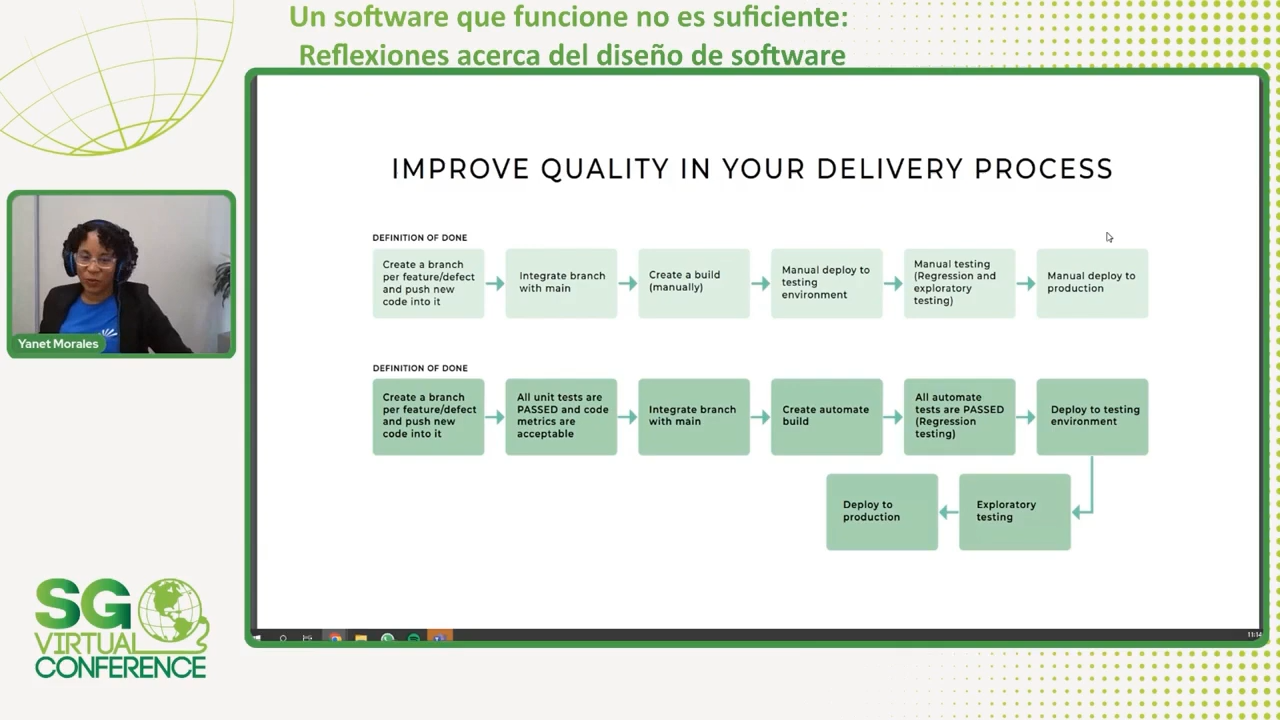 Un software que funcione no es suficiente:
Reflexiones acerca del diseño de software
IMPROVE QUALITY IN YOUR DELIVERY PROCESS
DEFINITION OF DONE
Create a branch
per feature/defect
and push new
code into it
Integrate branch
with main
Create a build
(manually)
Manual deploy to
testing
environment
Manual testing
(Regression and
exploratory
testing)
Manual deploy to
production
DEFINITION OF DONE
Create a branch
per feature/defect
and push new
code into it
All unit tests are
PASSED and code
metrics are
acceptable
Integrate branch
with main
Create automate
build
All automate
tests are PASSED
(Regression
testing)
Deploy to testing
environment
Exploratory
testing
Deploy to
production
Yanet Morales
SG
VIRTUAL
CONFERENCE